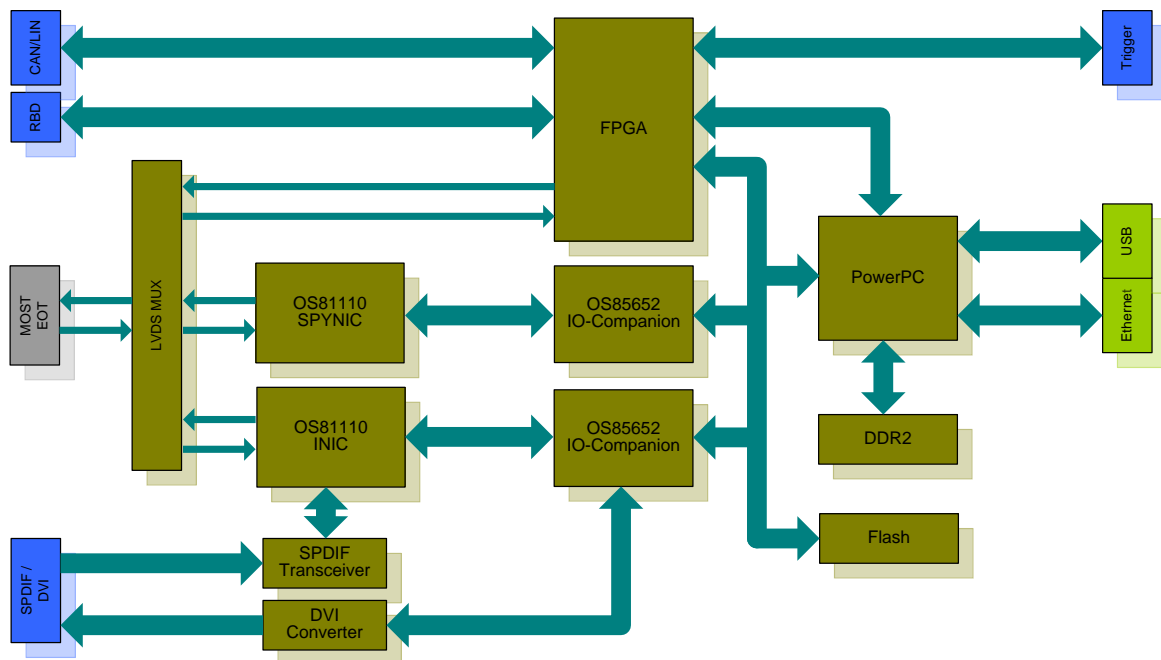 CAN/LIN
RBD
FPGA
Trigger
LVDS MUX
MOST
EOT
OS81110
SPYNIC
OS85652
IO-Companion
PowerPC
USB
Ethernet
OS81110
INIC
OS85652
IO-Companion
DDR2
Flash
SPDIF /
DVI
SPDIF
Transceiver
DVI
Converter